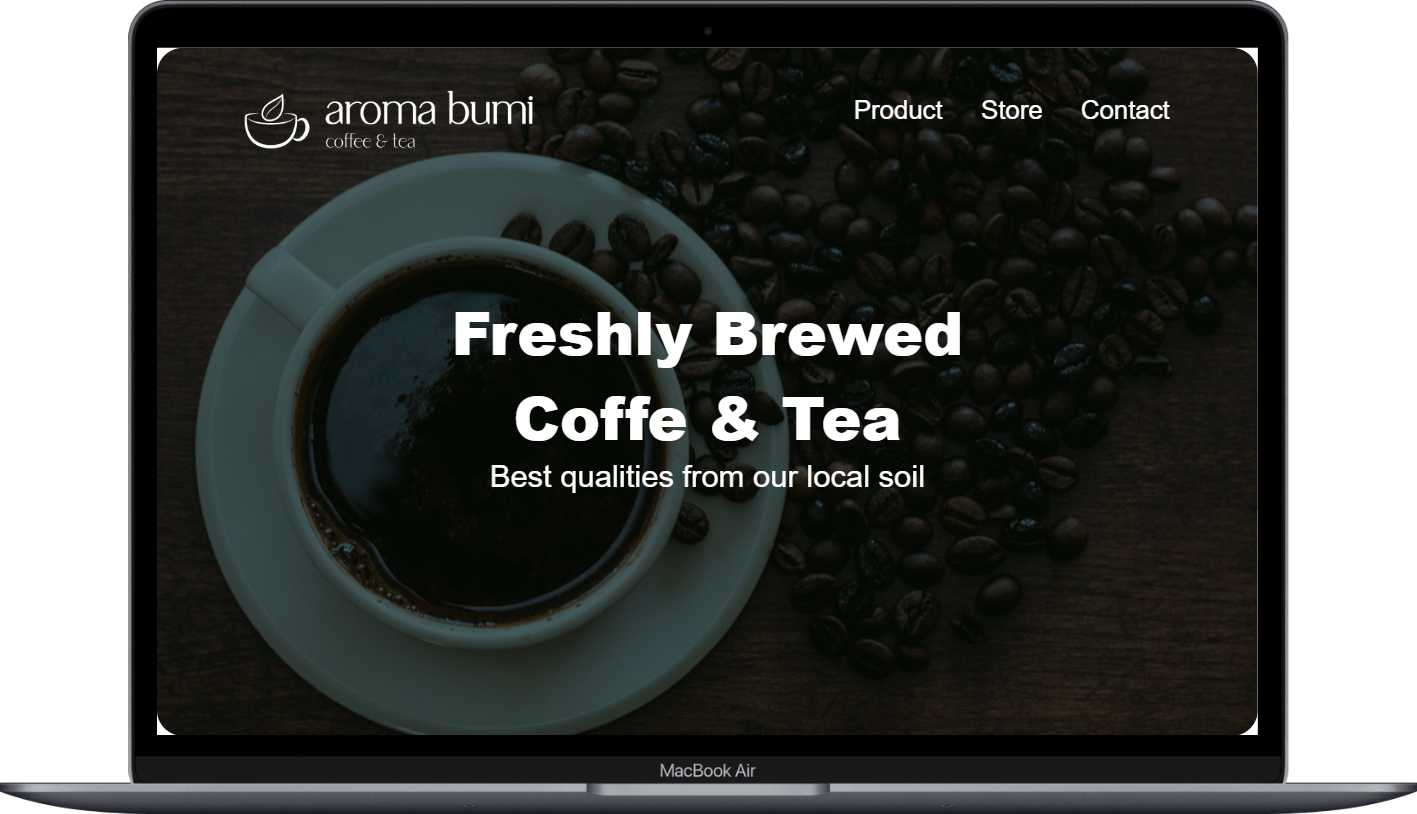 aroma bumi
coffee & tea
Product Store Contact
Freshly Brewed
Coffe & Tea
Best qualities from our local soil
MacBook Air